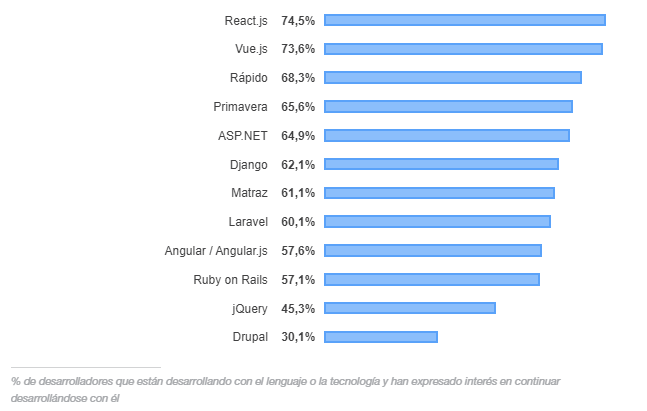 React.js 74,5%
Vue.js 73,6%
Rápido 68,3%
Primavera 65,6%
ASP.NET 64,9%
Django 62,1%
Matraz 61,1%
Laravel 60,1%
Angular / Angular.js 57,6%
Ruby on Rails 57,1%
jQuery 45,3%
Drupal 30,1%
% de desarrolladores que están desarrollando con el lenguaje o la tecnología y han expresado interés en continuar
desarrollándose con él